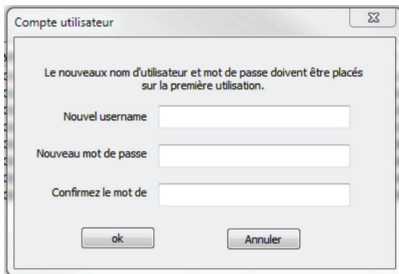 Compte utilisateur
Le nouveaux nom d'utilisateur et mot de passe doivent être placés
sur la première utilisation.
Nouvel username
Nouveau mot de passe
Confirmez le mot de
ok Annuler